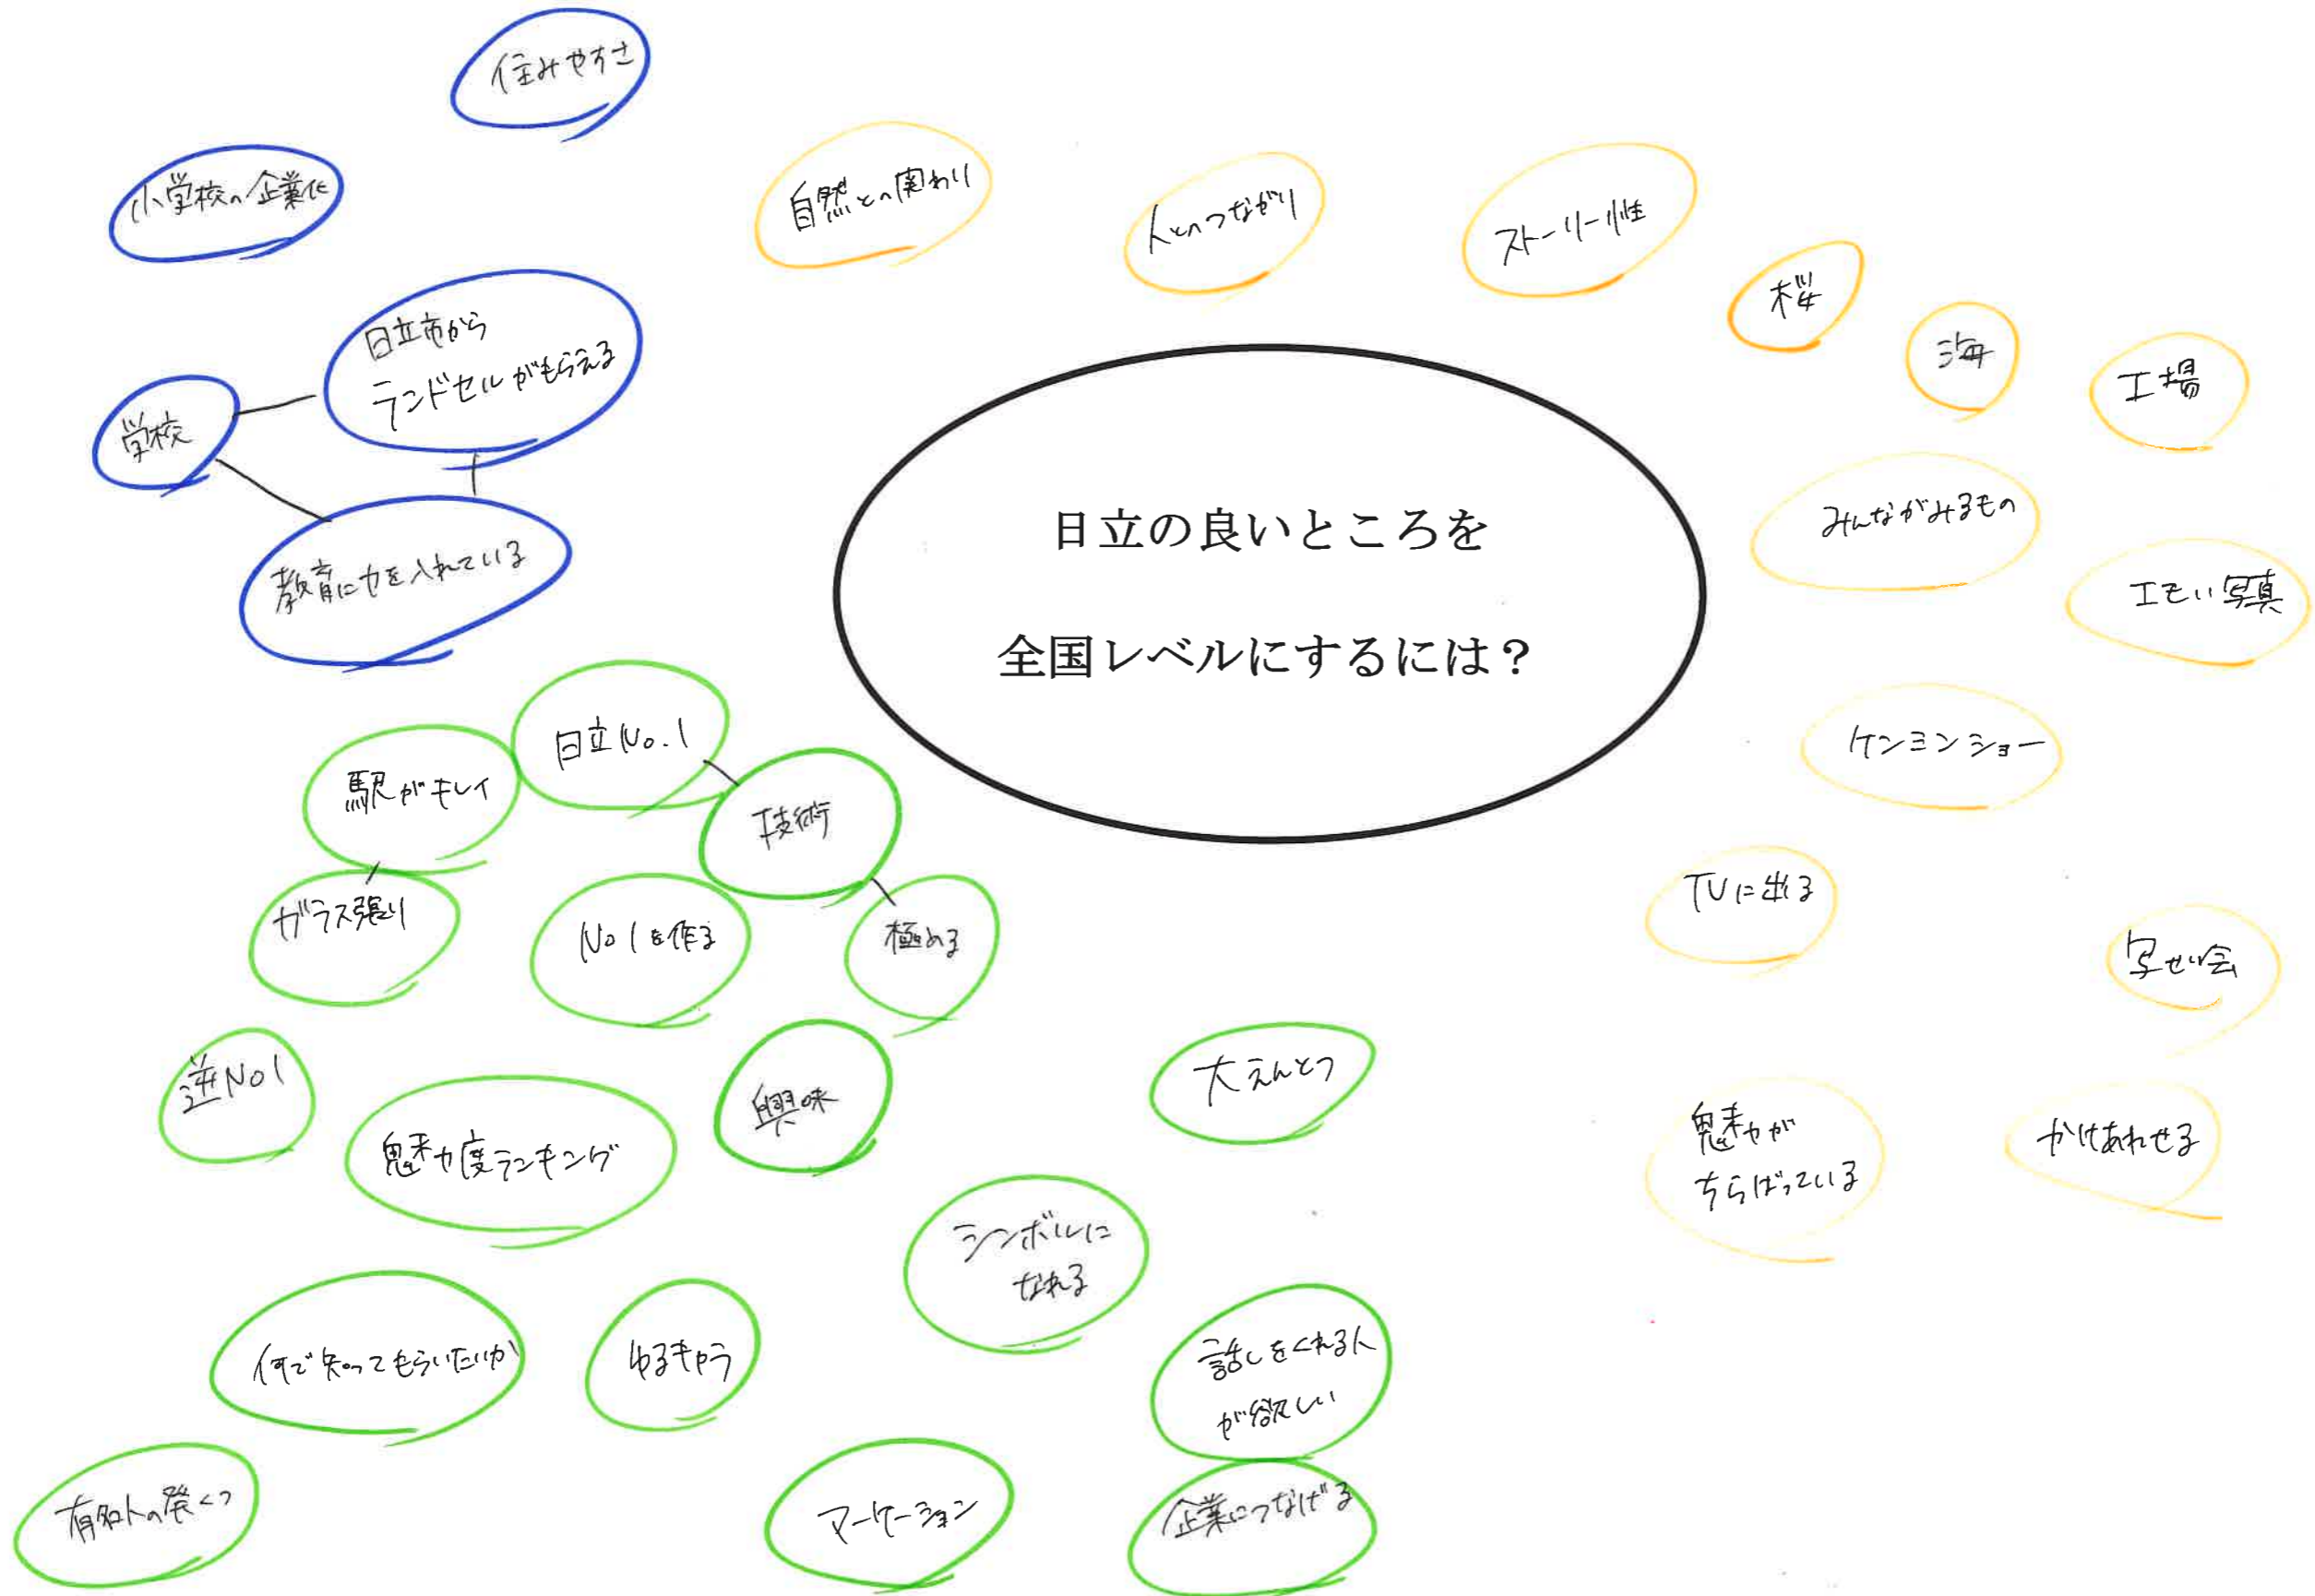 住みやすさ
小学校の企業化
日立市から
ランドセルがもらえる
学校
教育に力を入れている
自然との関わり
人とのつながり
ストーリー性
桜
海
工場
みんながみるもの
エモい写真
ケンミンショー
TVに出る
写せい会
魅力が
ちらばっている
かけあわせる
日立の良いところを
全国レベルにするには？
日立No.1
駅がキレイ
技術
ガラス張り
No1を作る
極める
逆No1
魅力度ランキング
興味
大えんとつ
シンボルに
なれる
何で知ってもらいたいか
ゆるキャラ
話しをくれる人
が欲しい
企業につなげる
有名人の発くつ
マーケーション